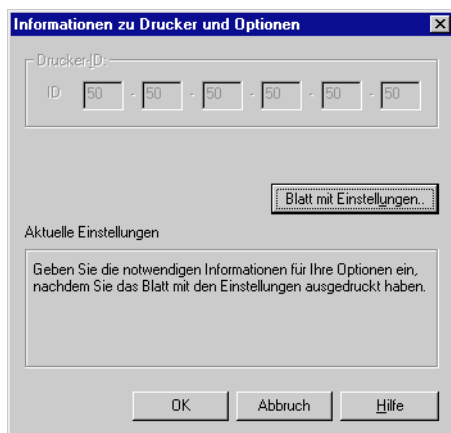 Informationen zu Drucker und Optionen
Drucker-ID:
ID 50 - 50 - 50 - 50 - 50 - 50
Blatt mit Einstellungen..
Aktuelle Einstellungen
Geben Sie die notwendigen Informationen für Ihre Optionen ein,
nachdem Sie das Blatt mit den Einstellungen ausgedruckt haben.
OK Abbruch Hilfe